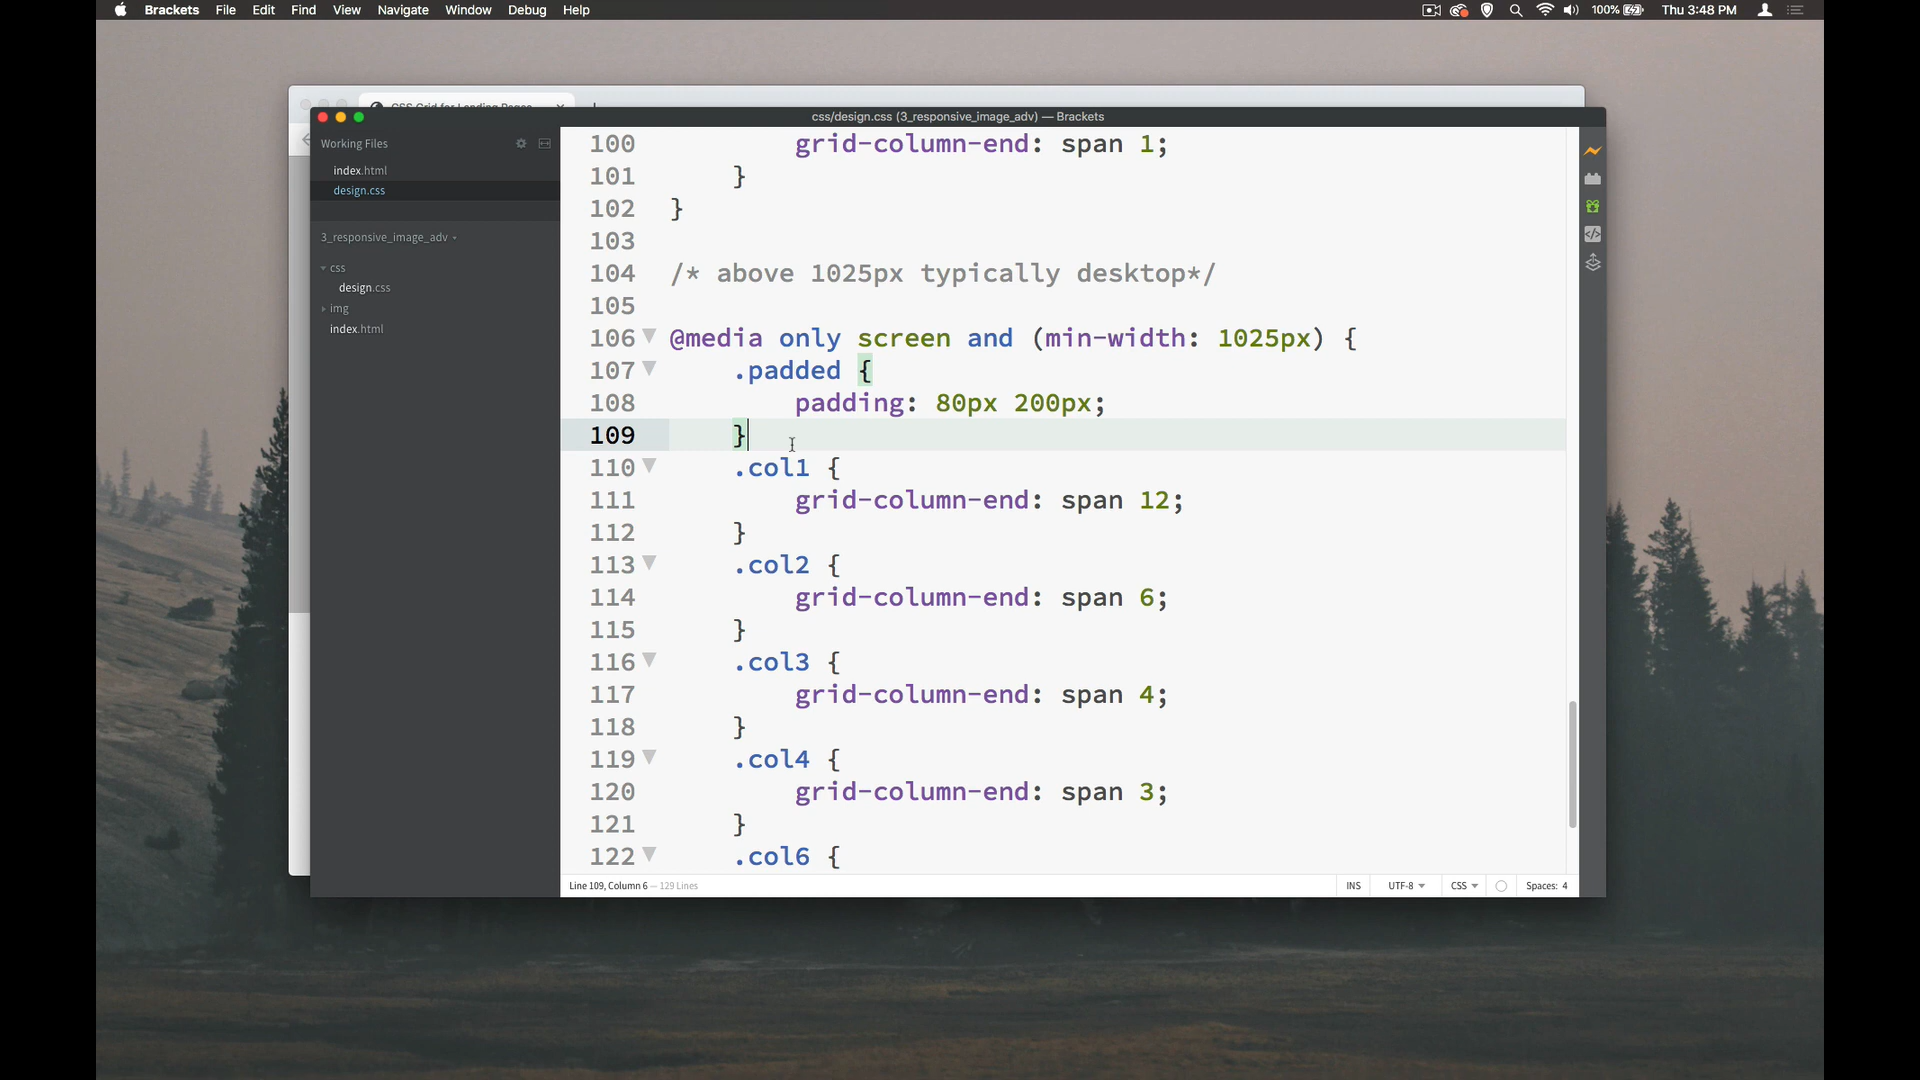 Brackets File Edit Find View Navigate Window Debug Help 100% Thu 3:48 PM
CSS Grid for Landing Pages
css/design.css (3_responsive_image_adv) — Brackets
Working Files
index.html
design.css
3_responsive_image_adv
css
design.css
img
index.html
100 grid-column-end: span 1;
101 }
102 }
103
104 /* above 1025px typically desktop*/
105
106 @media only screen and (min-width: 1025px) {
107 .padded {
108 padding: 80px 200px;
109 }
110 .col1 {
111 grid-column-end: span 12;
112 }
113 .col2 {
114 grid-column-end: span 6;
115 }
116 .col3 {
117 grid-column-end: span 4;
118 }
119 .col4 {
120 grid-column-end: span 3;
121 }
122 .col6 {
Line 109, Column 6 — 129 Lines INS UTF-8 CSS Spaces: 4